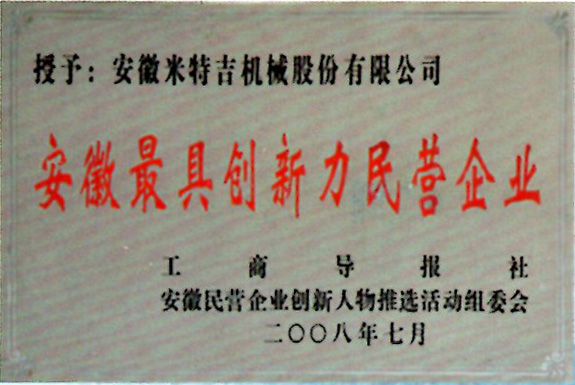 授予：安徽米特吉机械股份有限公司
安徽最具创新力民营企业
工商导报社
安徽民营企业创新人物推选活动组委会
二〇〇八年七月